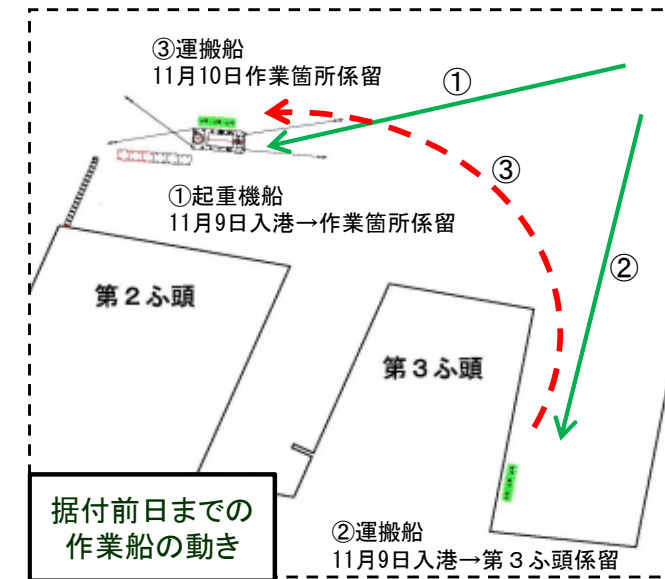 ③運搬船
11月10日作業箇所係留
①
③
①起重機船
11月9日入港→作業箇所係留
②
第２ふ頭
第３ふ頭
据付前日までの
作業船の動き
②運搬船
11月9日入港→第３ふ頭係留